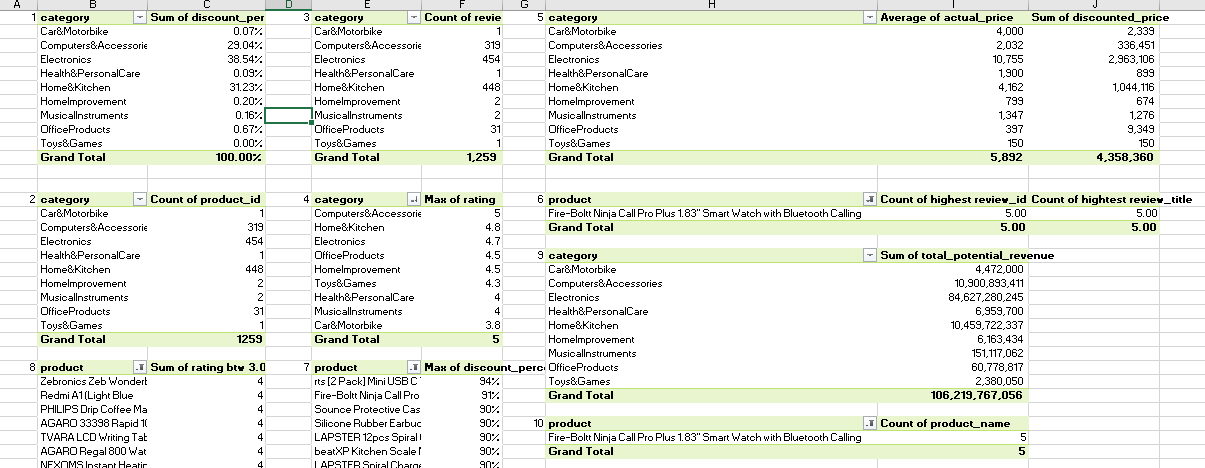 A B C D E F G H I J
1 category Sum of discount_per 3 category Count of revie 5 category Average of actual_price Sum of discounted_price
Car&Motorbike 0.07% Car&Motorbike 1 Car&Motorbike 4,000 2,339
Computers&Accessorie 29.04% Computers&Accessorie 319 Computers&Accessories 2,032 336,451
Electronics 38.54% Electronics 454 Electronics 10,755 2,963,106
Health&PersonalCare 0.09% Health&PersonalCare 1 Health&PersonalCare 1,900 899
Home&Kitchen 31.23% Home&Kitchen 448 Home&Kitchen 4,162 1,044,116
HomeImprovement 0.20% HomeImprovement 2 HomeImprovement 799 674
MusicalInstruments 0.16% MusicalInstruments 2 MusicalInstruments 1,347 1,276
OfficeProducts 0.67% OfficeProducts 31 OfficeProducts 397 9,349
Toys&Games 0.00% Toys&Games 1 Toys&Games 150 150
Grand Total 100.00% Grand Total 1,259 Grand Total 5,892 4,358,360
2 category Count of product_id 4 category Max of rating 6 product Count of highest review_id Count of hightest review_title
Car&Motorbike 1 Computers&Accessorie 5 Fire-Boltt Ninja Call Pro Plus 1.83" Smart Watch with Bluetooth Calling 5.00 5.00
Computers&Accessorie 319 Home&Kitchen 4.8 Grand Total 5.00 5.00
Electronics 454 Electronics 4.7
Health&PersonalCare 1 OfficeProducts 4.5 9 category Sum of total_potential_revenue
Home&Kitchen 448 HomeImprovement 4.5 Car&Motorbike 4,472,000
HomeImprovement 2 Toys&Games 4.3 Computers&Accessories 10,900,893,411
MusicalInstruments 2 Health&PersonalCare 4 Electronics 84,627,280,245
OfficeProducts 31 MusicalInstruments 4 Health&PersonalCare 6,959,700
Toys&Games 1 Car&Motorbike 3.8 Home&Kitchen 10,459,722,337
Grand Total 1259 Grand Total 5 HomeImprovement 6,163,434
MusicalInstruments 151,117,062
8 product Sum of rating btw 3.0 7 product Max of discount_perc OfficeProducts 60,778,817
Zebronics Zeb Wonderb 4 rts [2 Pack] Mini USB C 94% Toys&Games 2,380,050
Redmi A1 (Light Blue 4 Fire-Boltt Ninja Call Pro 91% Grand Total 106,219,767,056
PHILIPS Drip Coffee Ma 4 Sounce Protective Cas 90%
AGARO 33398 Rapid 10 4 Silicone Rubber Earbuc 90% 10 product Count of product_name
TVARA LCD Writing Tab 4 LAPSTER 12pcs Spiral 90% Fire-Boltt Ninja Call Pro Plus 1.83" Smart Watch with Bluetooth Calling 5
AGARO Regal 800 Wat 4 beatXP Kitchen Scale 90% Grand Total 5
NEXOMS Instant Heatin 4 LAPSTER Spiral Charge 90%